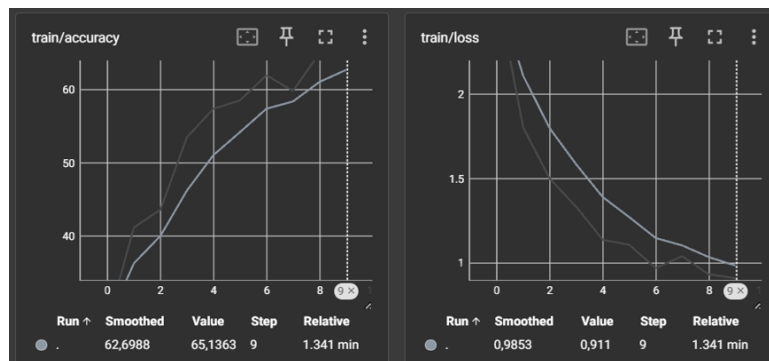 train/accuracy
60
50
40
0 2 4 6 8 9 ×
Run ↑ Smoothed Value Step Relative
. 62,6988 65,1363 9 1.341 min
train/loss
2
1.5
1
0 2 4 6 8 9 ×
Run ↑ Smoothed Value Step Relative
. 0,9853 0,911 9 1.341 min